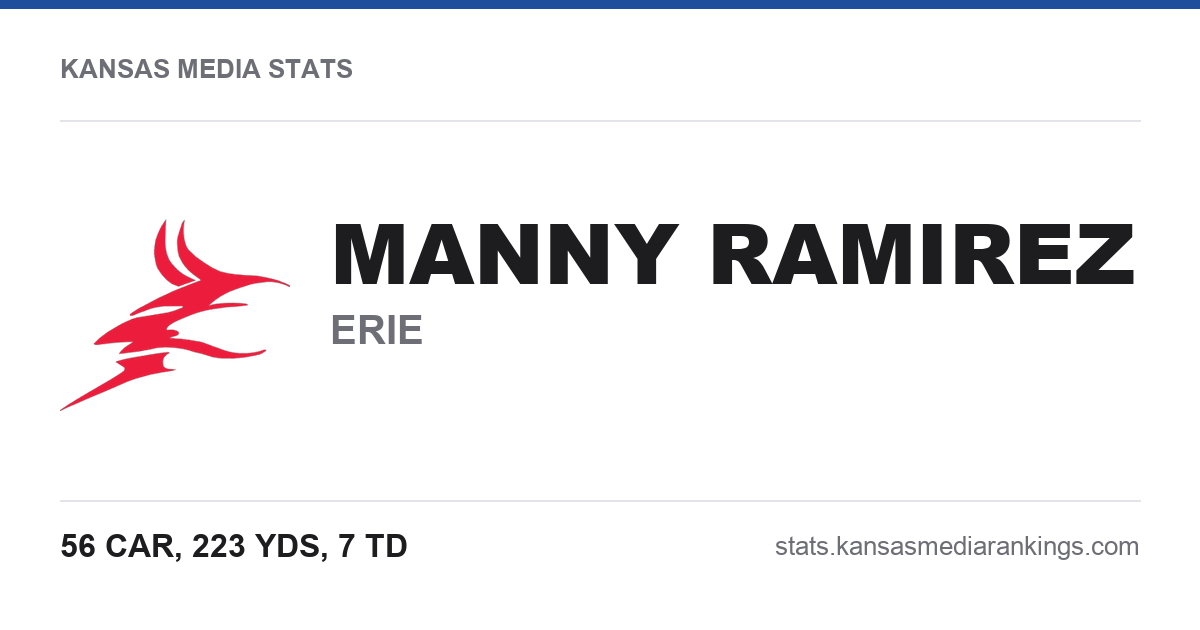 KANSAS MEDIA STATS
MANNY RAMIREZ
ERIE
56 CAR, 223 YDS, 7 TD
stats.kansasmediarankings.com